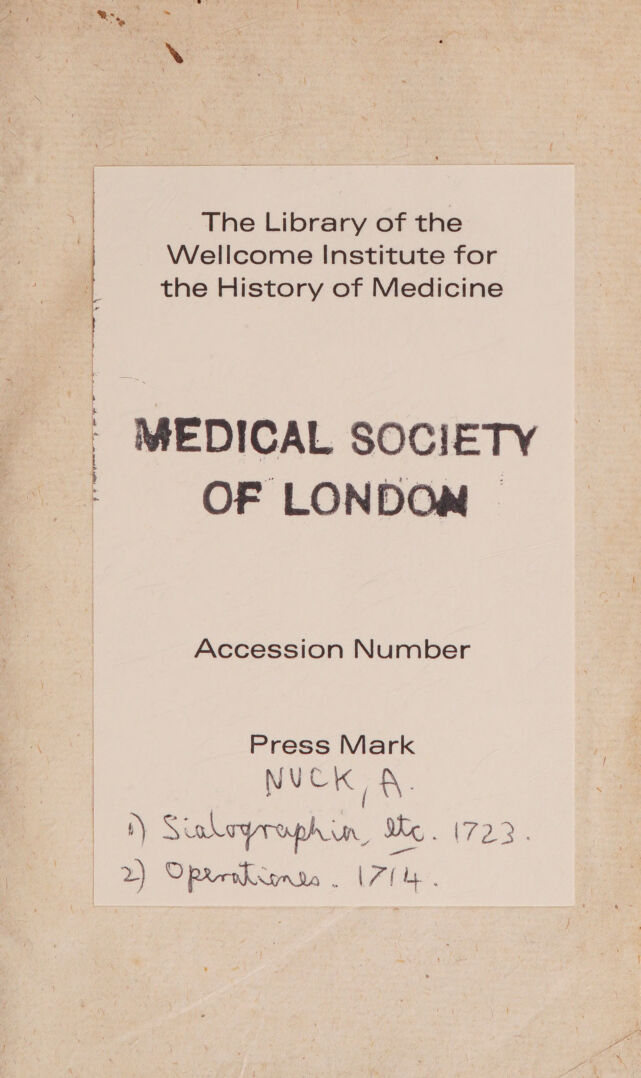 The Library of the
Wellcome Institute for
the History of Medicine
MEDICAL SOCIETY
OF LONDON
Accession Number
Press Mark
NUCK, A.
1) Sialographia, etc. 1723.
2) Operationes. 1714.